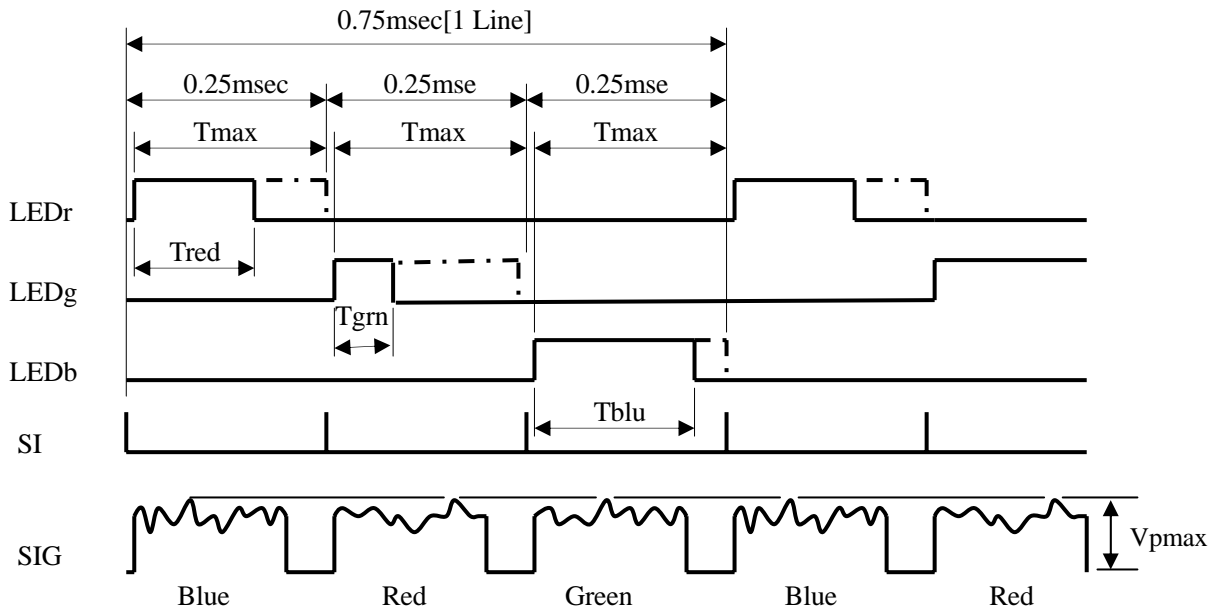 0.75msec[1 Line]
0.25msec 0.25mse 0.25mse
Tmax Tmax Tmax
LEDr
Tred
LEDg
Tgrn
LEDb
Tblu
SI
SIG
Vpmax
Blue Red Green Blue Red